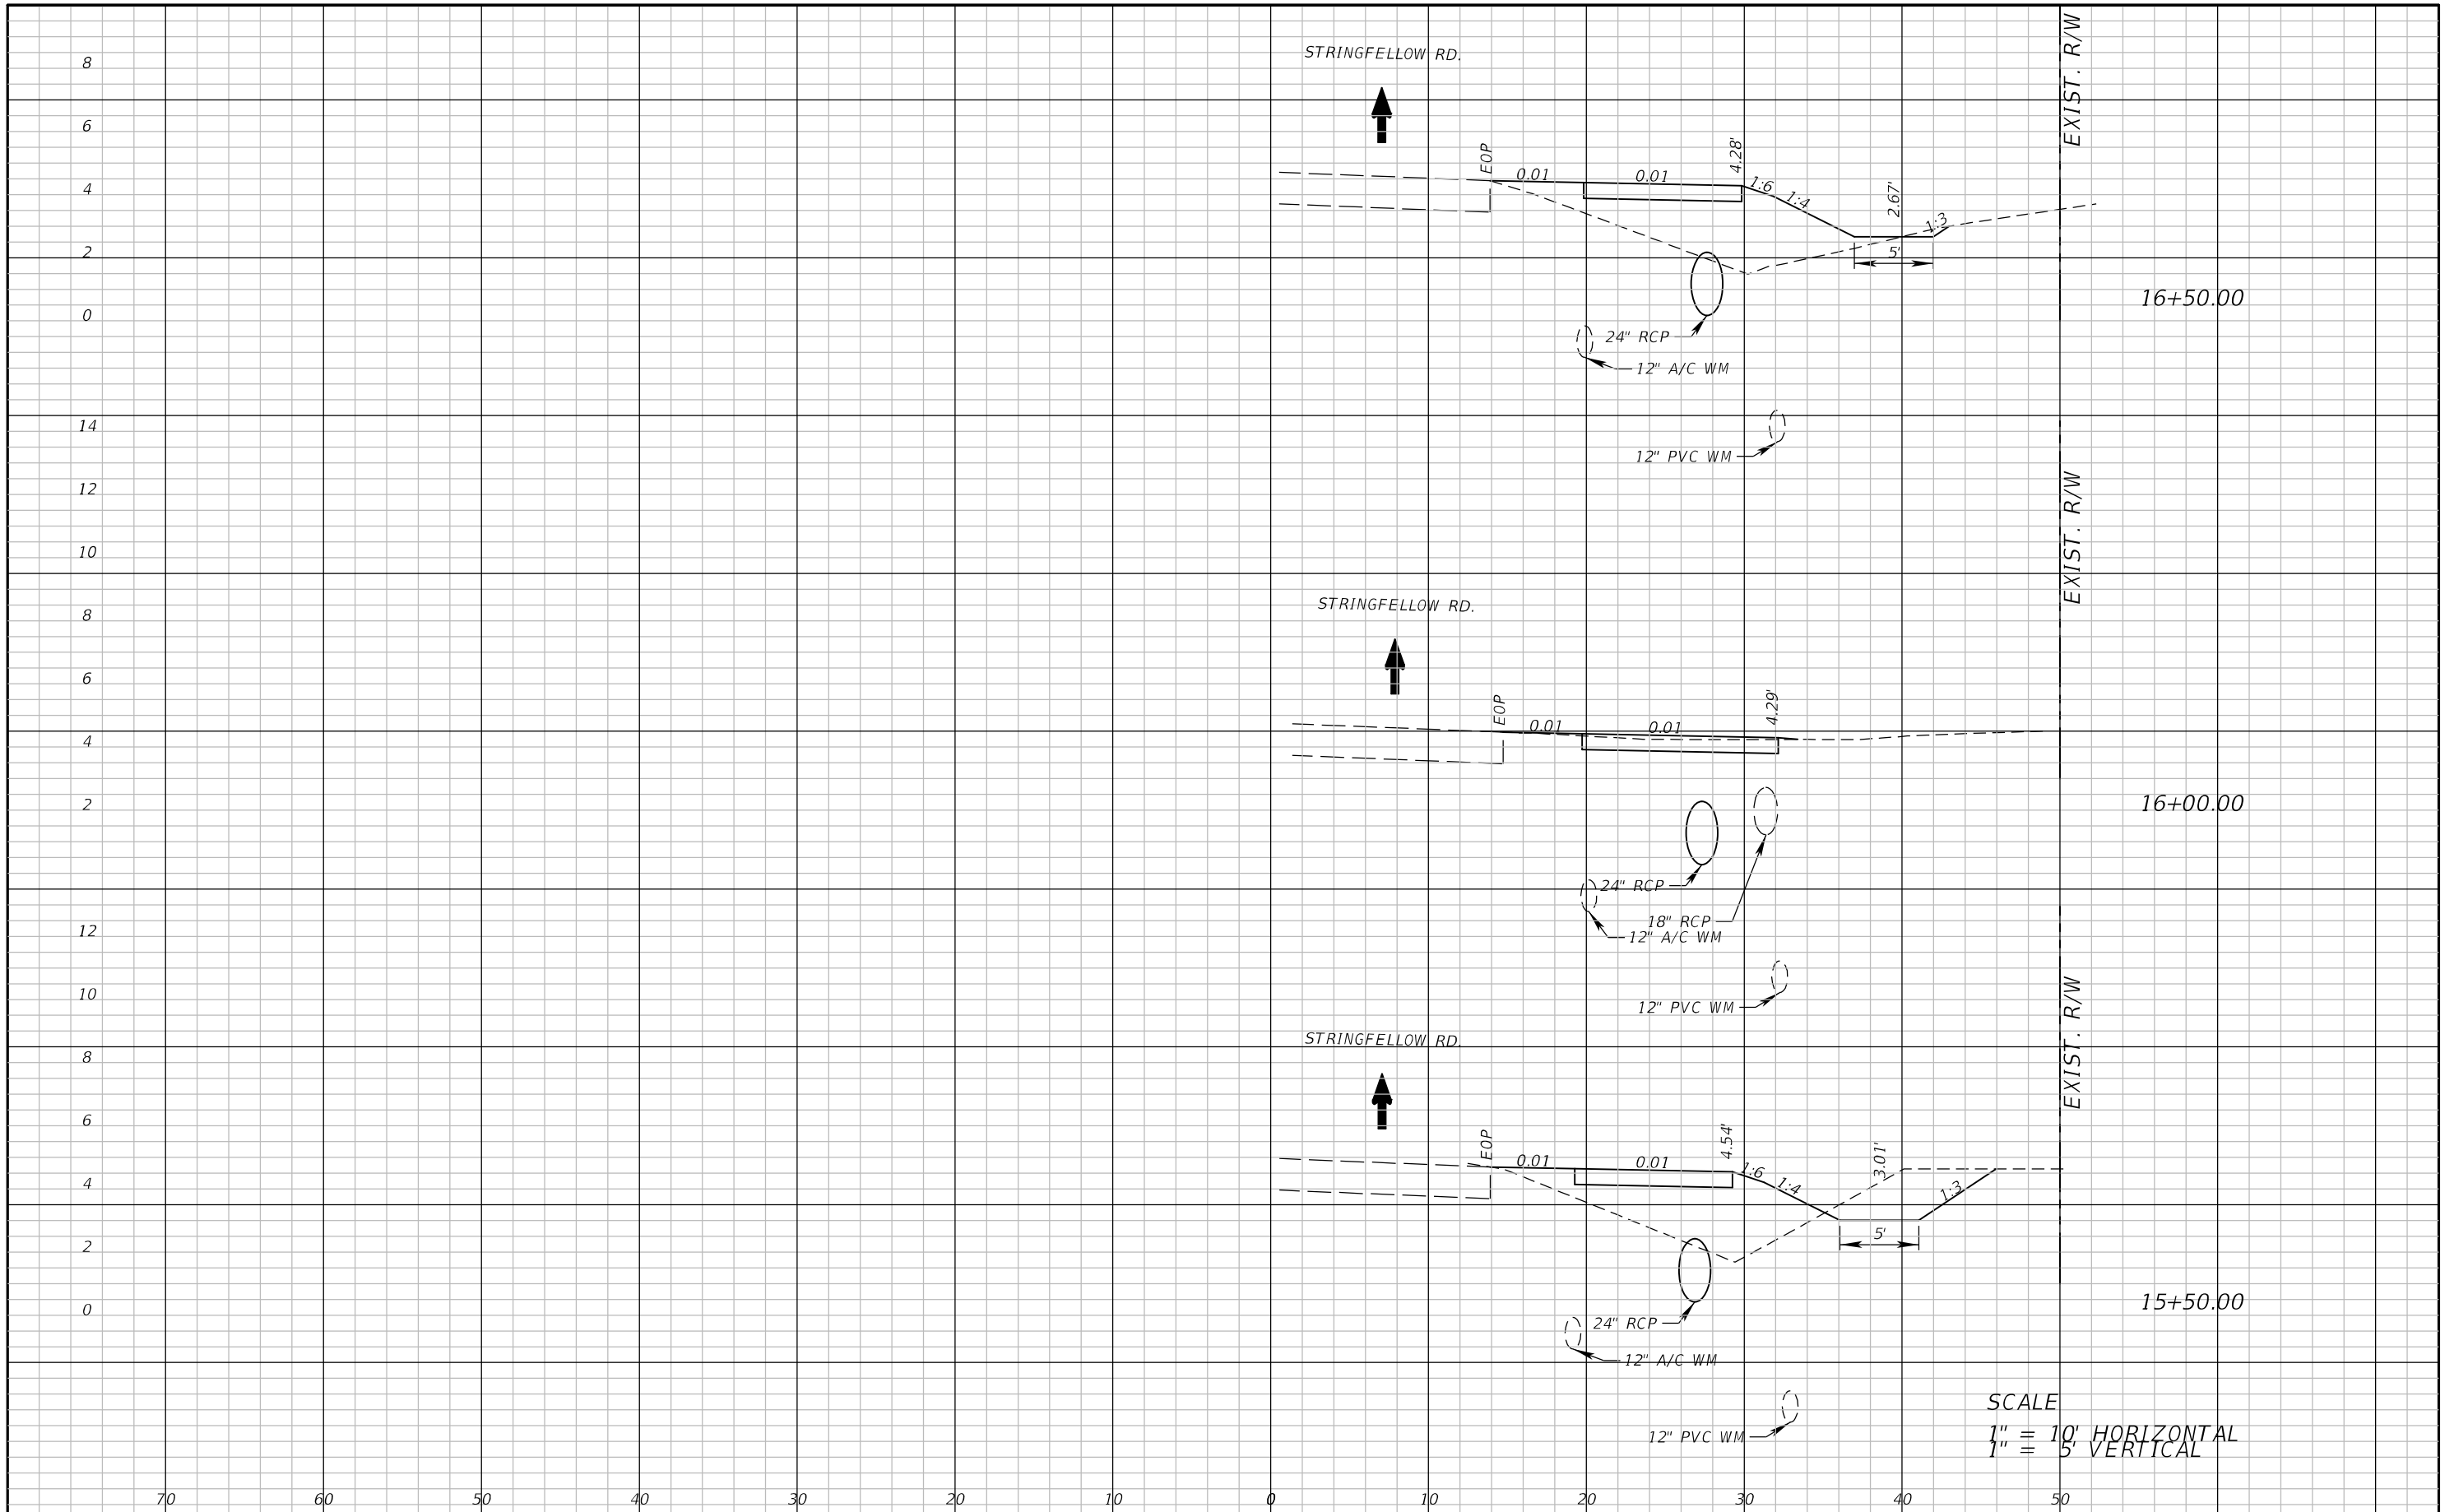 STRINGFELLOW RD.
EXIST. R/W
8
6
EOP
4.28'
0.01
0.01
1:6
1:4
2.67'
1:3
4
2
5'
16+50.00
0
24" RCP
12" A/C WM
14
12" PVC WM
12
EXIST. R/W
10
8
STRINGFELLOW RD.
6
EOP
4.29'
0.01
0.01
4
2
16+00.00
24" RCP
18" RCP
12
12" A/C WM
10
12" PVC WM
EXIST. R/W
STRINGFELLOW RD.
8
6
EOP
4.54'
0.01
0.01
1:6
1:4
3.01'
1:3
4
2
5'
15+50.00
0
24" RCP
12" A/C WM
12" PVC WM
SCALE
1" = 10' HORIZONTAL
1" = 5' VERTICAL
70 60 50 40 30 20 10 0 10 20 30 40 50